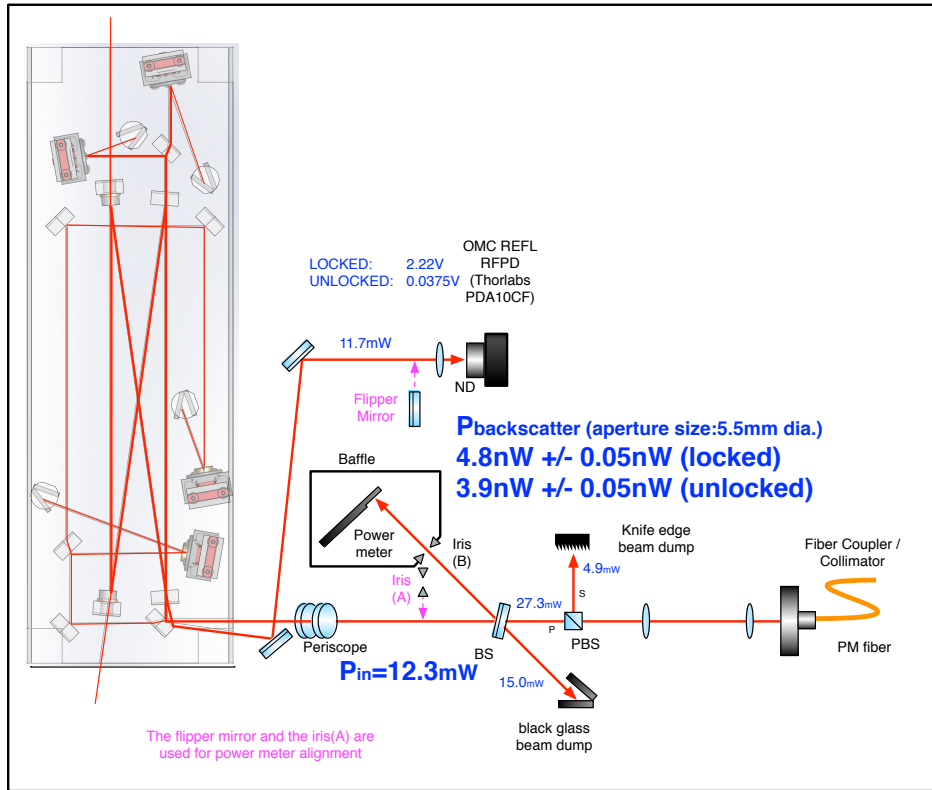 OMC REFL
RFPD
(Thorlabs
PDA10CF)
LOCKED: 2.22V
UNLOCKED: 0.0375V
11.7mW
ND
Flipper
Mirror
Pbackscatter (aperture size:5.5mm dia.)
4.8nW +/- 0.05nW (locked)
3.9nW +/- 0.05nW (unlocked)
Baffle
Power
meter
Iris
(B)
Iris
(A)
Knife edge
beam dump
4.9mW
S
27.3mW
P
PBS
Fiber Coupler /
Collimator
PM fiber
Periscope
BS
Pin=12.3mW
15.0mW
black glass
beam dump
The flipper mirror and the iris(A) are
used for power meter alignment